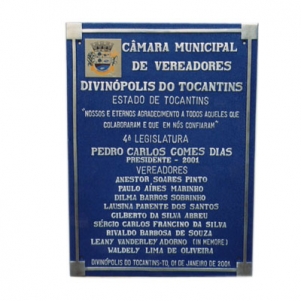 CÂMARA MUNICIPAL
DE VEREADORES
DIVINÓPOLIS DO TOCANTINS
ESTADO DE TOCANTINS
"NOSSOS E ETERNOS AGRADECIMENTO A TODOS AQUELES QUE
COLABORARAM E QUE EM NÓS CONFIARAM"
4ª LEGISLATURA
PEDRO CARLOS GOMES DIAS
PRESIDENTE - 2001
VEREADORES
ANESTOR SOARES PINTO
PAULO AÍRES MARINHO
DILMA BARROS SOBRINHO
LAUSINA PARENTE DOS SANTOS
GILBERTO DA SILVA ABREU
SÉRGIO CARLOS FRANCINO DA SILVA
RIVALDO BARBOSA DE SOUZA
LEANY VANDERLEY ADORNO (IN MEMORE)
WALDELY LIMA DE OLIVEIRA
DIVINÓPOLIS DO TOCANTINS-TO, 01 DE JANEIRO DE 2001